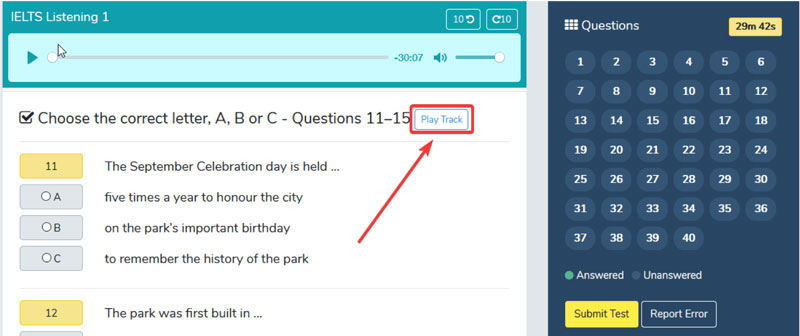 IELTS Listening 1
10
10
-30:07
Choose the correct letter, A, B or C - Questions 11–15
Play Track
11 The September Celebration day is held ...
A five times a year to honour the city
B on the park's important birthday
C to remember the history of the park
12 The park was first built in ...
Questions
29m 42s
1 2 3 4 5 6
7 8 9 10 11 12
13 14 15 16 17 18
19 20 21 22 23 24
25 26 27 28 29 30
31 32 33 34 35 36
37 38 39 40
Answered Unanswered
Submit Test Report Error